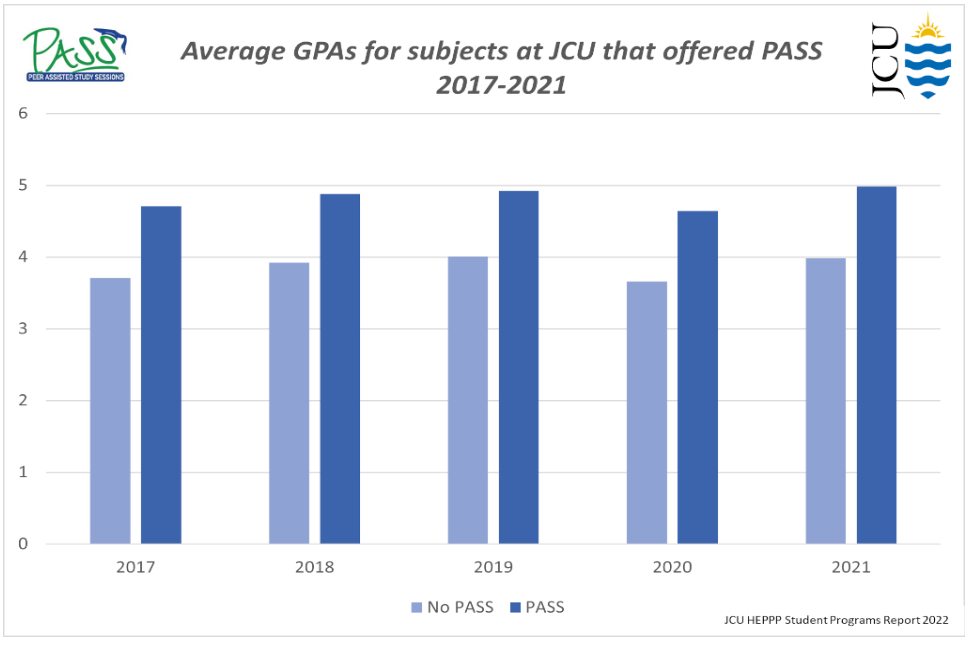 PASS
PEER ASSISTED STUDY SESSIONS
Average GPAs for subjects at JCU that offered PASS
2017-2021
JCU
6
5
4
3
2
1
0
2017 2018 2019 2020 2021
No PASS PASS
JCU HEPPP Student Programs Report 2022